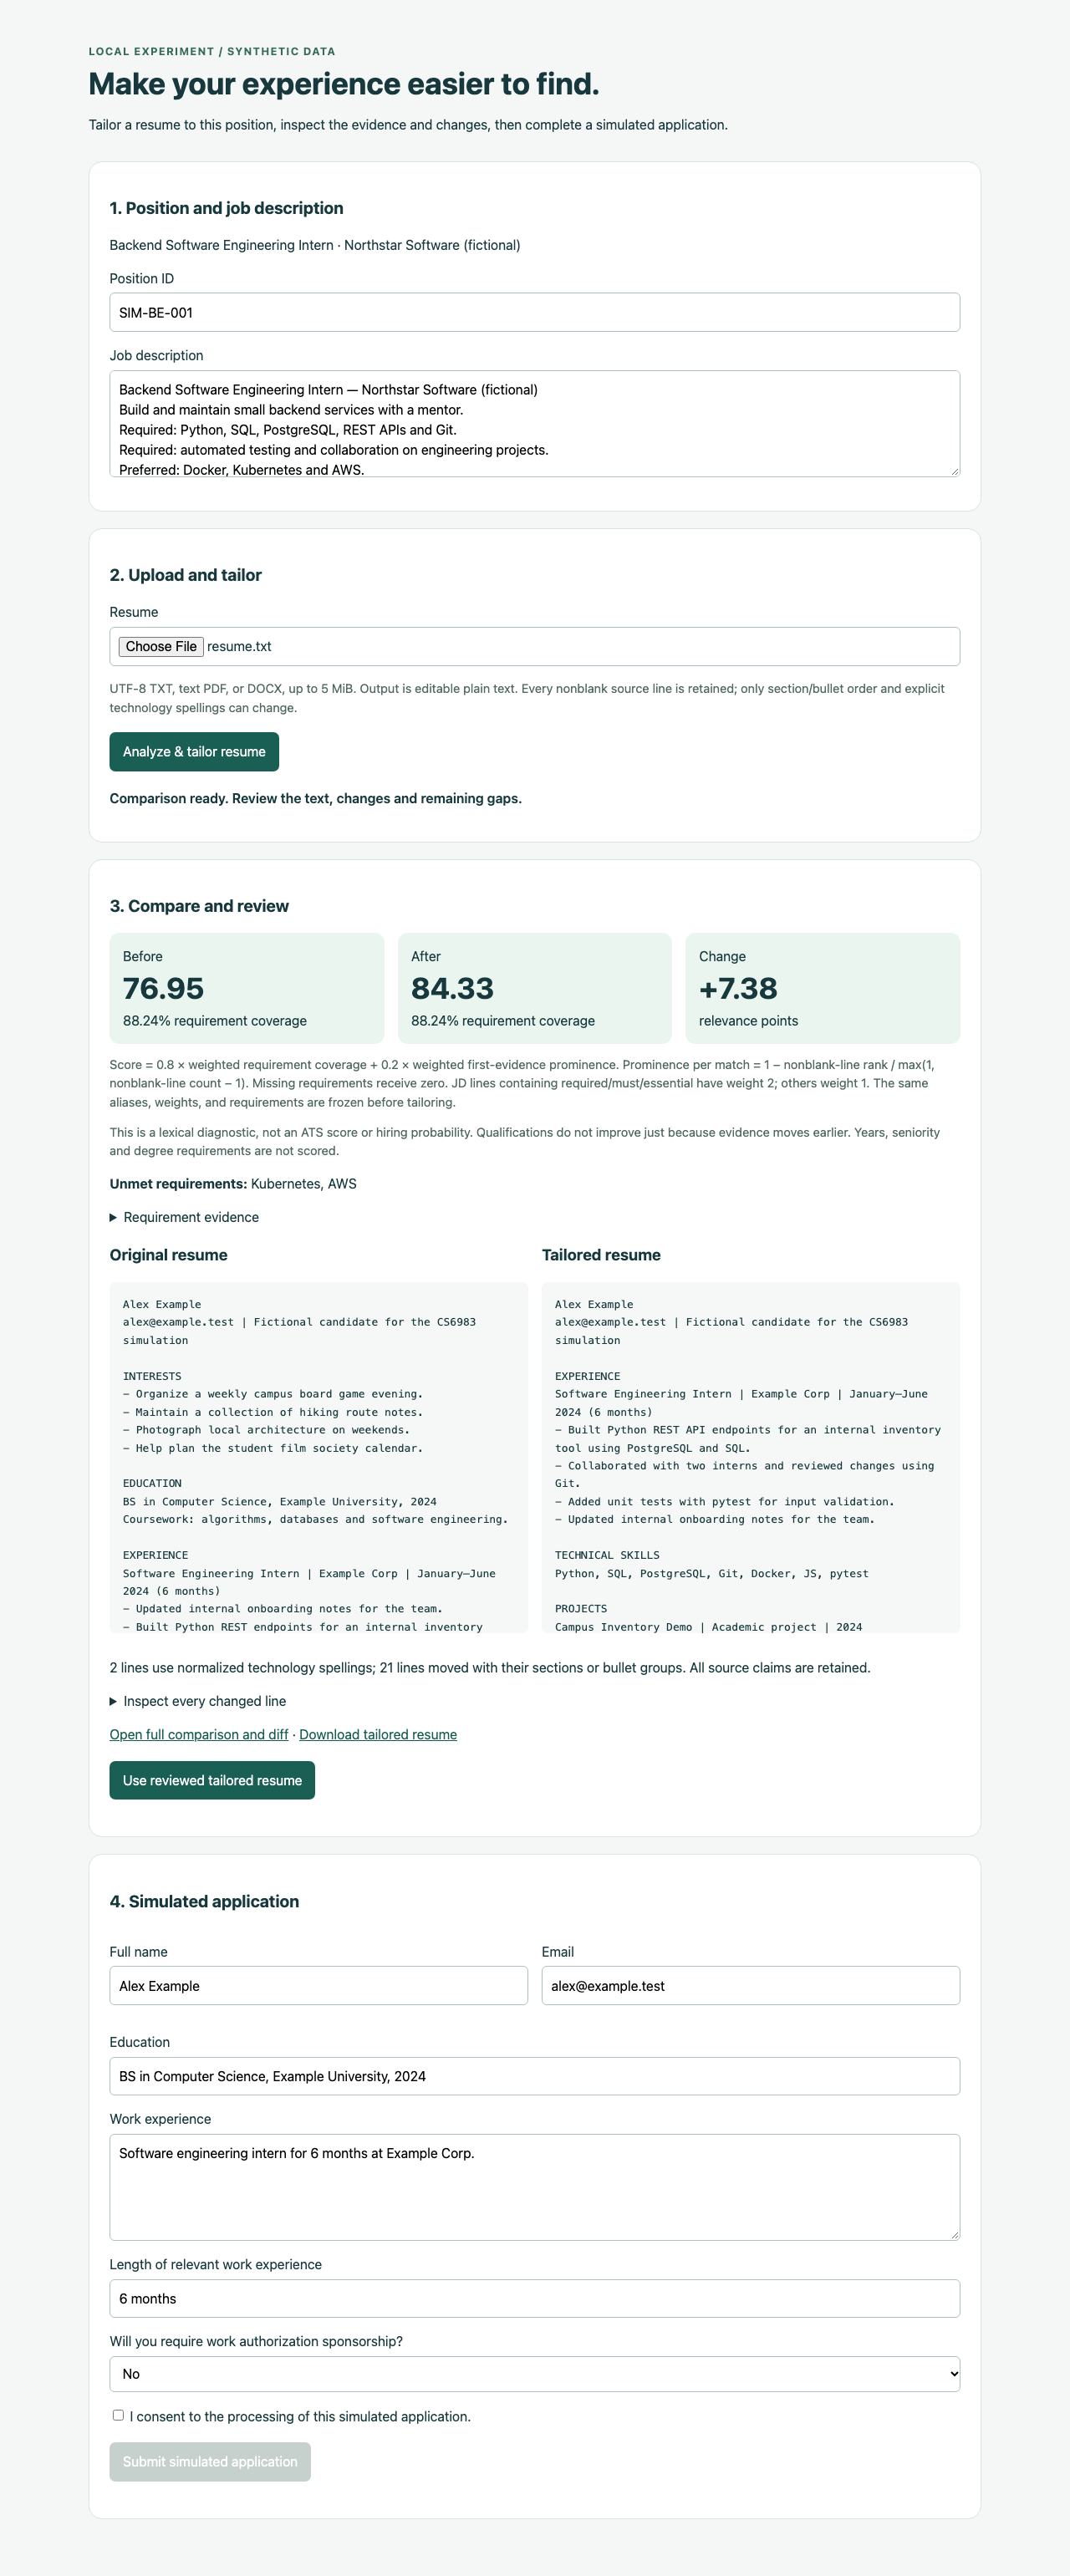 LOCAL EXPERIMENT / SYNTHETIC DATA
Make your experience easier to find.
Tailor a resume to this position, inspect the evidence and changes, then complete a simulated application.
1. Position and job description
Backend Software Engineering Intern · Northstar Software (fictional)
Position ID
SIM-BE-001
Job description
Backend Software Engineering Intern — Northstar Software (fictional)
Build and maintain small backend services with a mentor.
Required: Python, SQL, PostgreSQL, REST APIs and Git.
Required: automated testing and collaboration on engineering projects.
Preferred: Docker, Kubernetes and AWS.
2. Upload and tailor
Resume
Choose File resume.txt
UTF-8 TXT, text PDF, or DOCX, up to 5 MiB. Output is editable plain text. Every nonblank source line is retained; only section/bullet order and explicit
technology spellings can change.
Analyze & tailor resume
Comparison ready. Review the text, changes and remaining gaps.
3. Compare and review
Before
76.95
88.24% requirement coverage
After
84.33
88.24% requirement coverage
Change
+7.38
relevance points
Score = 0.8 × weighted requirement coverage + 0.2 × weighted first-evidence prominence. Prominence per match = 1 − nonblank-line rank / max(1,
nonblank-line count − 1). Missing requirements receive zero. JD lines containing required/must/essential have weight 2; others weight 1. The same
aliases, weights, and requirements are frozen before tailoring.
This is a lexical diagnostic, not an ATS score or hiring probability. Qualifications do not improve just because evidence moves earlier. Years, seniority
and degree requirements are not scored.
Unmet requirements: Kubernetes, AWS
▶ Requirement evidence
Original resume
Alex Example
alex@example.test | Fictional candidate for the CS6983
simulation
INTERESTS
– Organize a weekly campus board game evening.
– Maintain a collection of hiking route notes.
– Photograph local architecture on weekends.
– Help plan the student film society calendar.
EDUCATION
BS in Computer Science, Example University, 2024
Coursework: algorithms, databases and software engineering.
EXPERIENCE
Software Engineering Intern | Example Corp | January–June
2024 (6 months)
– Updated internal onboarding notes for the team.
– Built Python REST endpoints for an internal inventory
Tailored resume
Alex Example
alex@example.test | Fictional candidate for the CS6983
simulation
EXPERIENCE
Software Engineering Intern | Example Corp | January–June
2024 (6 months)
– Built Python REST API endpoints for an internal inventory
tool using PostgreSQL and SQL.
– Collaborated with two interns and reviewed changes using
Git.
– Added unit tests with pytest for input validation.
– Updated internal onboarding notes for the team.
TECHNICAL SKILLS
Python, SQL, PostgreSQL, Git, Docker, JS, pytest
PROJECTS
Campus Inventory Demo | Academic project | 2024
2 lines use normalized technology spellings; 21 lines moved with their sections or bullet groups. All source claims are retained.
▶ Inspect every changed line
Open full comparison and diff · Download tailored resume
Use reviewed tailored resume
4. Simulated application
Full name
Alex Example
Email
alex@example.test
Education
BS in Computer Science, Example University, 2024
Work experience
Software engineering intern for 6 months at Example Corp.
Length of relevant work experience
6 months
Will you require work authorization sponsorship?
No
I consent to the processing of this simulated application.
Submit simulated application